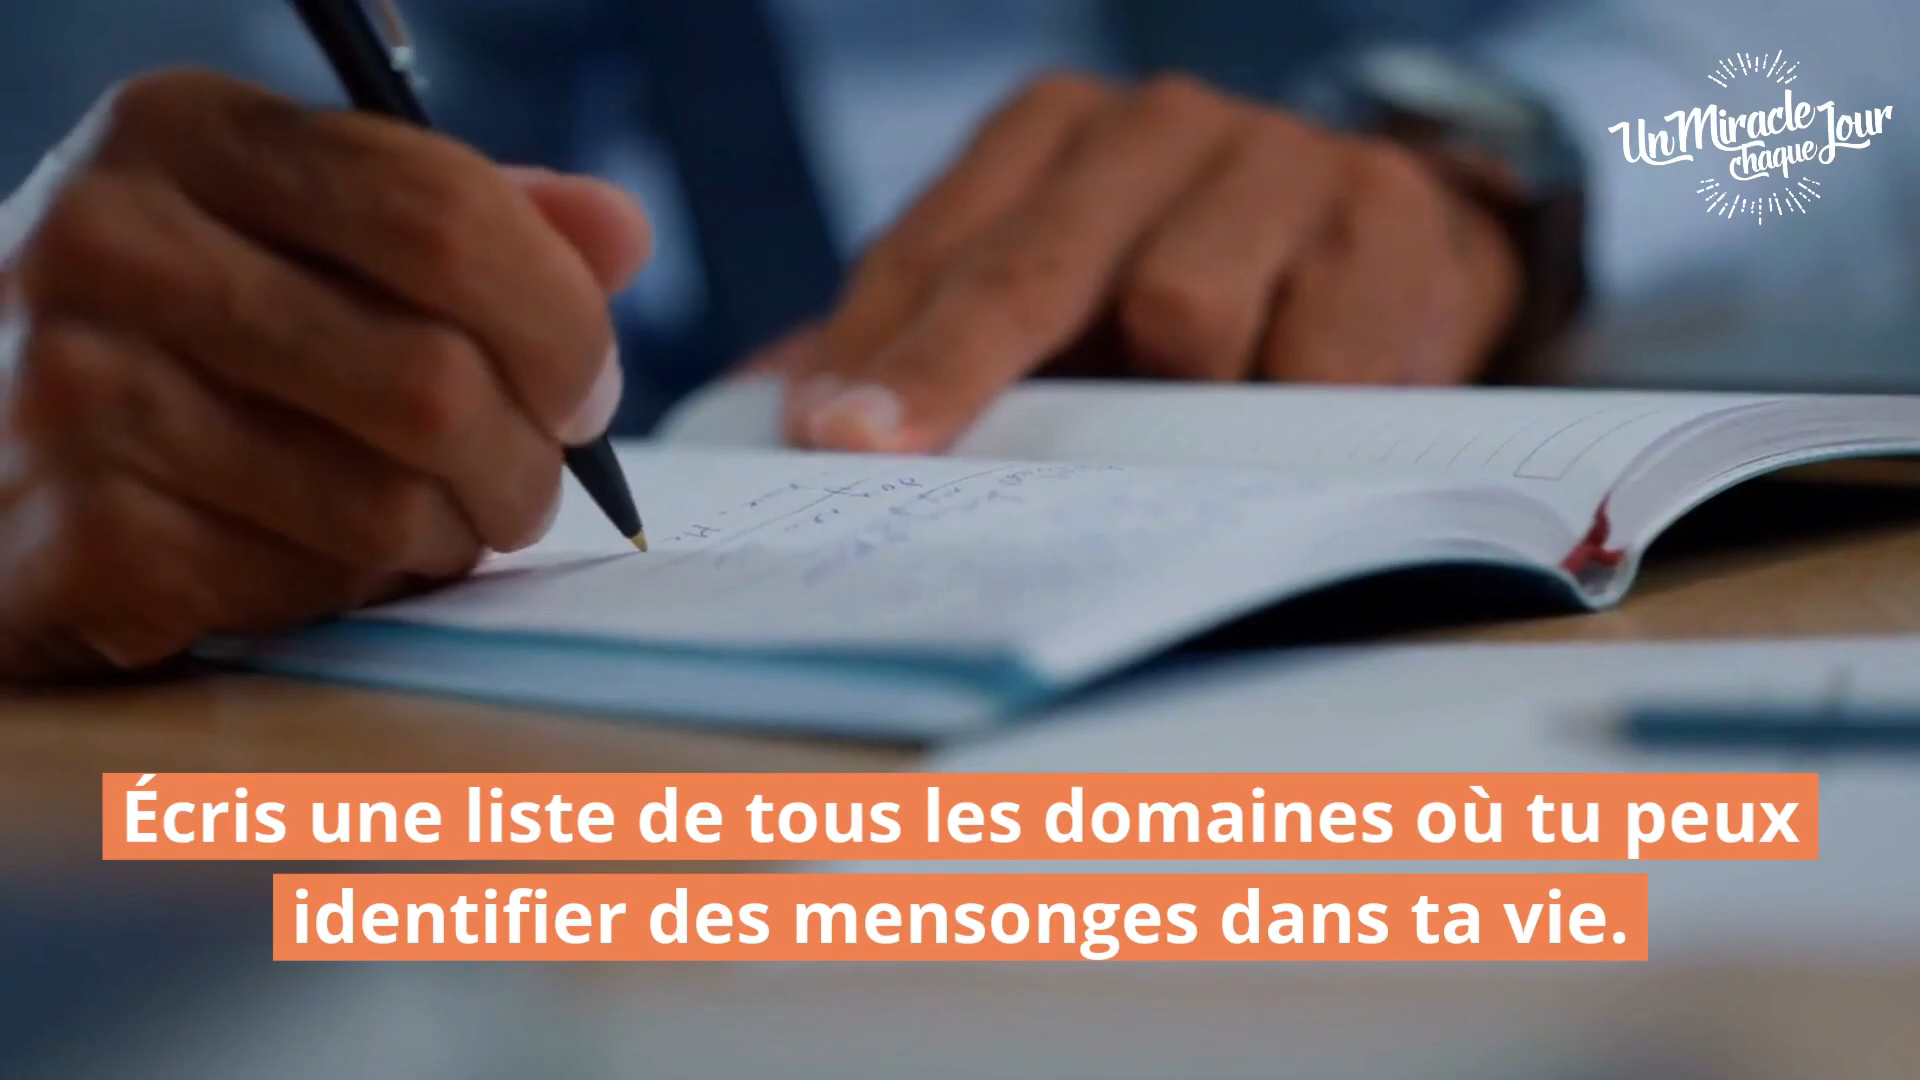 Un Miracle
chaque Jour
Écris une liste de tous les domaines où tu peux
identifier des mensonges dans ta vie.